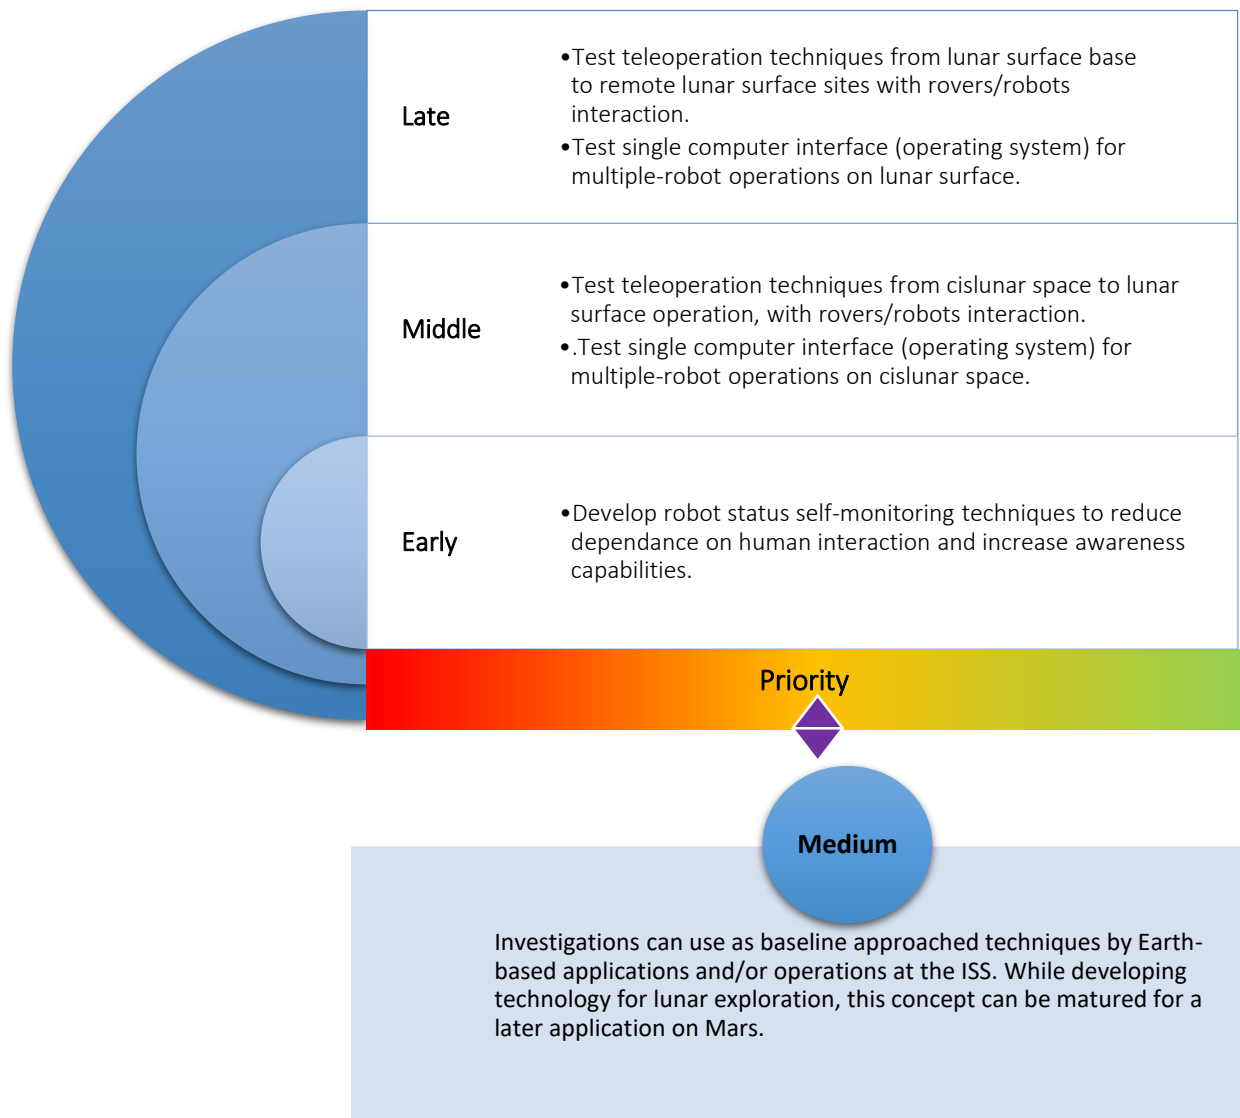 Late
•Test teleoperation techniques from lunar surface base
to remote lunar surface sites with rovers/robots
interaction.
•Test single computer interface (operating system) for
multiple-robot operations on lunar surface.
Middle
•Test teleoperation techniques from cislunar space to lunar
surface operation, with rovers/robots interaction.
•.Test single computer interface (operating system) for
multiple-robot operations on cislunar space.
Early
•Develop robot status self-monitoring techniques to reduce
dependance on human interaction and increase awareness
capabilities.
Priority
Medium
Investigations can use as baseline approached techniques by Earth-
based applications and/or operations at the ISS. While developing
technology for lunar exploration, this concept can be matured for a
later application on Mars.